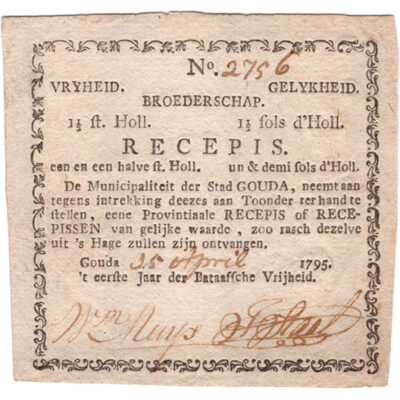 No. 2756
VRYHEID. GELYKHEID.
BROEDERSCHAP.
1½ ſt. Holl. 1½ ſols d'Holl.
RECEPIS.
een en een halve ſt. Holl. un & demi ſols d'Holl.
De Municipaliteit der Stad GOUDA, neemt aan
tegens intrekking deezes aan Toonder ter hand te
ſtellen, eene Provintiaale RECEPIS of RECE-
PISSEN van gelijke waarde, zoo rasch dezelve
uit 's Hage zullen zijn ontvangen.
Gouda 25 April 1795.
't eerste Jaar der Bataafſche Vrijheid.
Wm